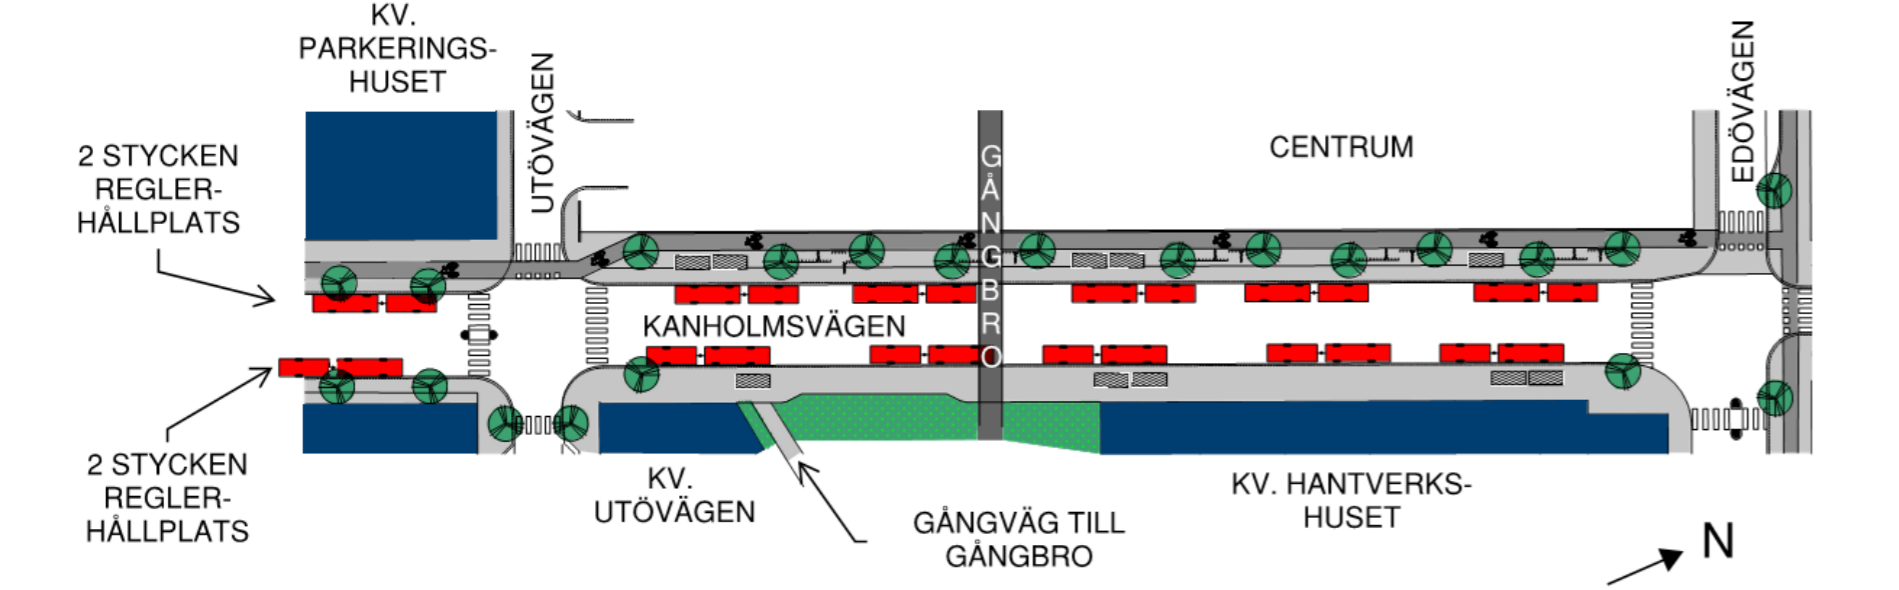 KV.
PARKERINGS-
HUSET
UTÖVÄGEN
CENTRUM
EDÖVÄGEN
2 STYCKEN
REGLER-
HÅLLPLATS
GÅNGBRO
KANHOLMSVÄGEN
2 STYCKEN
REGLER-
HÅLLPLATS
KV.
UTÖVÄGEN
GÅNGVÄG TILL
GÅNGBRO
KV. HANTVERKS-
HUSET
N